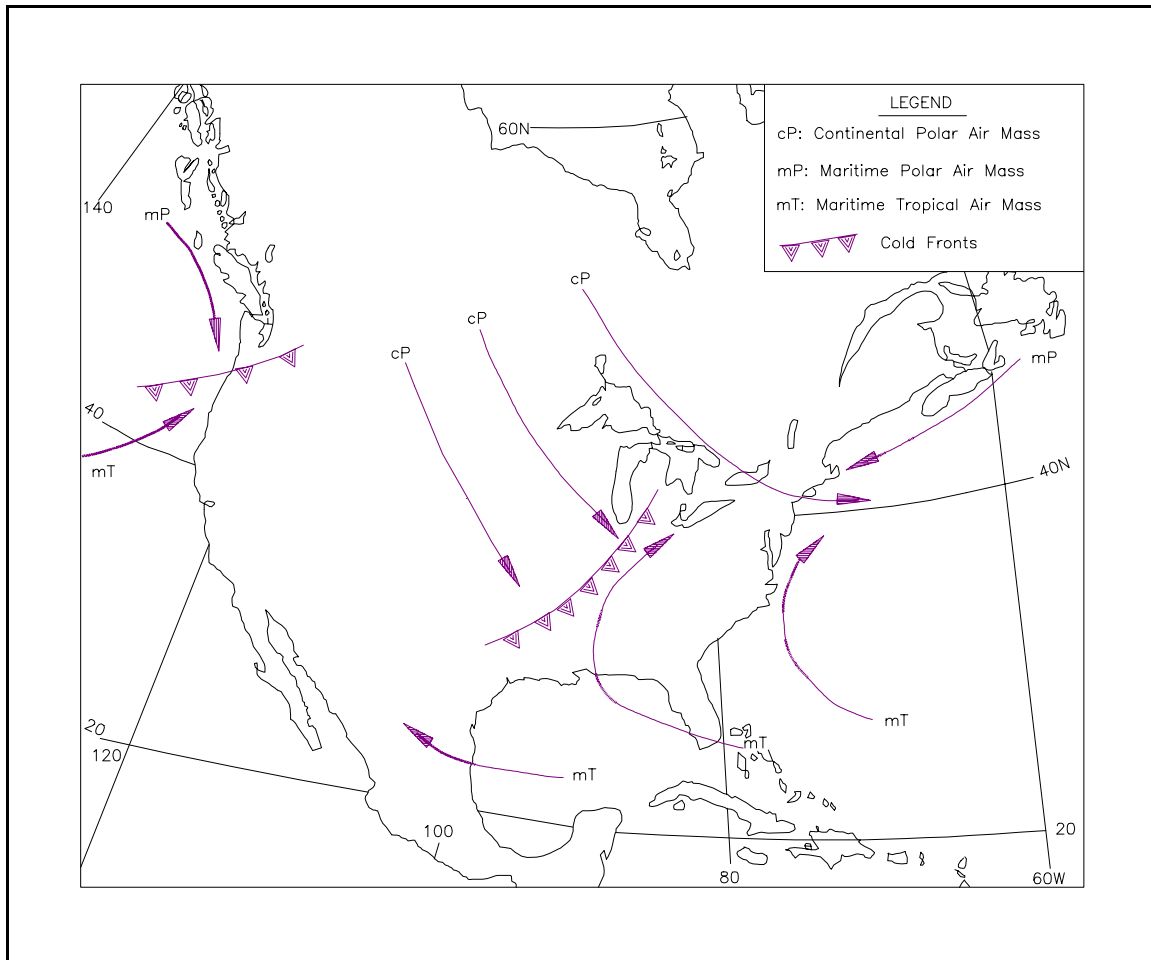 LEGEND
cP: Continental Polar Air Mass
mP: Maritime Polar Air Mass
mT: Maritime Tropical Air Mass
Cold Fronts
60N
140
mP
cP
cP
cP
mP
40
mT
40N
mT
mT
mT
20
120
100
20
80
60W